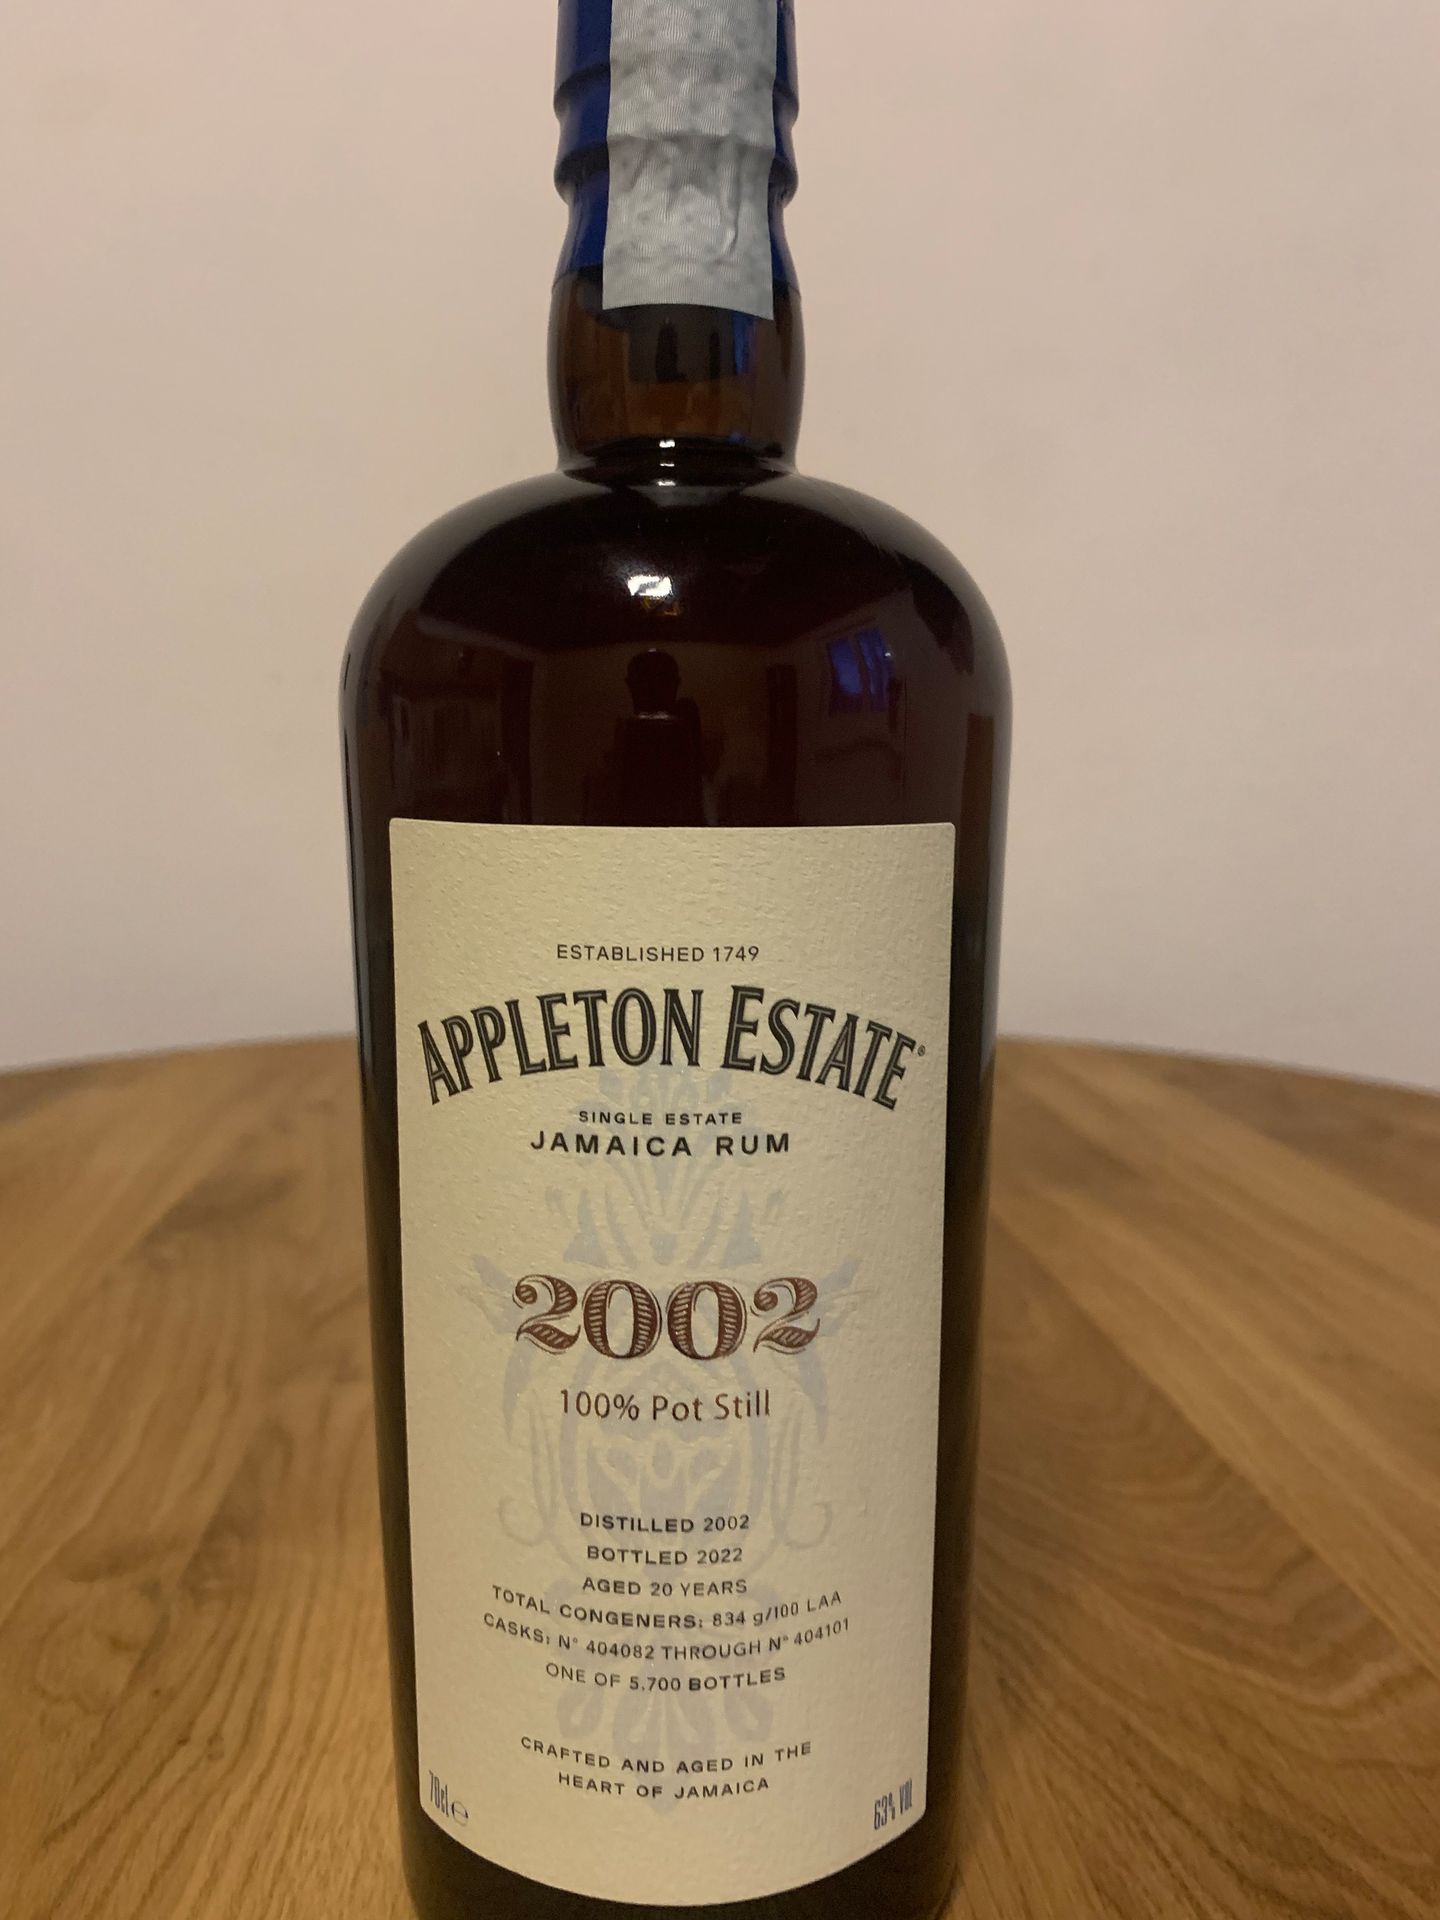 ESTABLISHED 1749
APPLETON ESTATE®
SINGLE ESTATE
JAMAICA RUM
2002
100% Pot Still
DISTILLED 2002
BOTTLED 2022
AGED 20 YEARS
TOTAL CONGENERS: 834 g/100 LAA
CASKS: N° 404082 THROUGH N° 404101
ONE OF 5,700 BOTTLES
CRAFTED AND AGED IN THE
HEART OF JAMAICA
70cl ℮
63% VOL